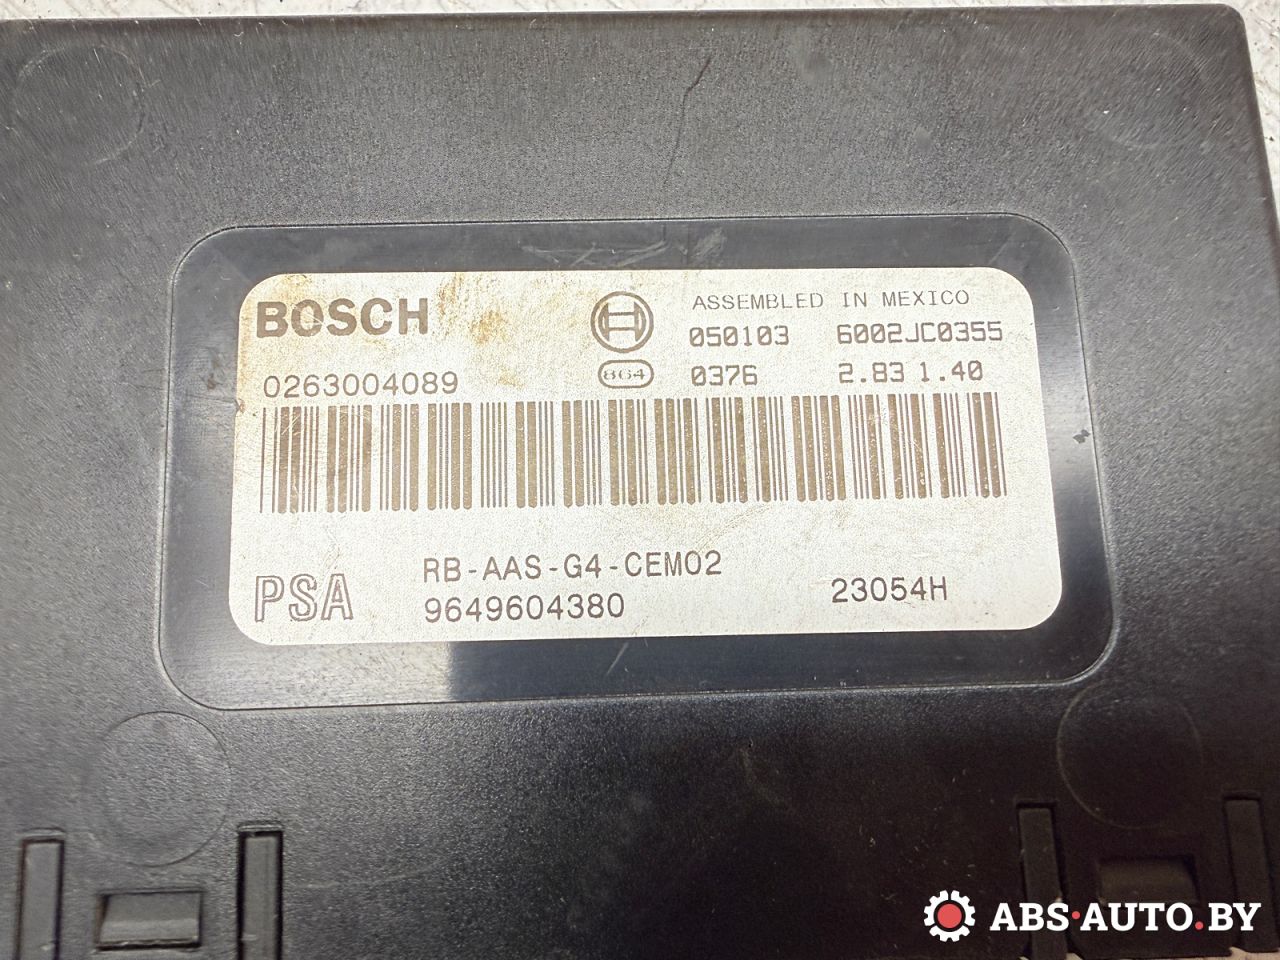 BOSCH
ASSEMBLED IN MEXICO
050103 6002JC0355
0263004089
864
0376 2.83 1.40
RB-AAS-G4-CEM02
PSA 9649604380
23054H
ABS·AUTO.BY